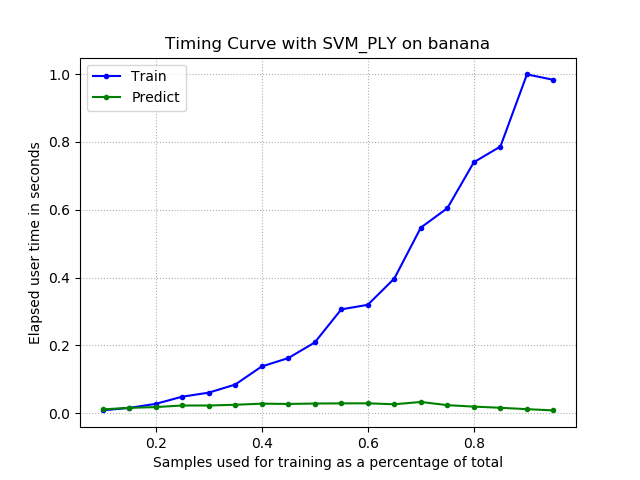 Timing Curve with SVM_PLY on banana
Train
Predict
Elapsed user time in seconds
1.0
0.8
0.6
0.4
0.2
0.0
0.2 0.4 0.6 0.8
Samples used for training as a percentage of total